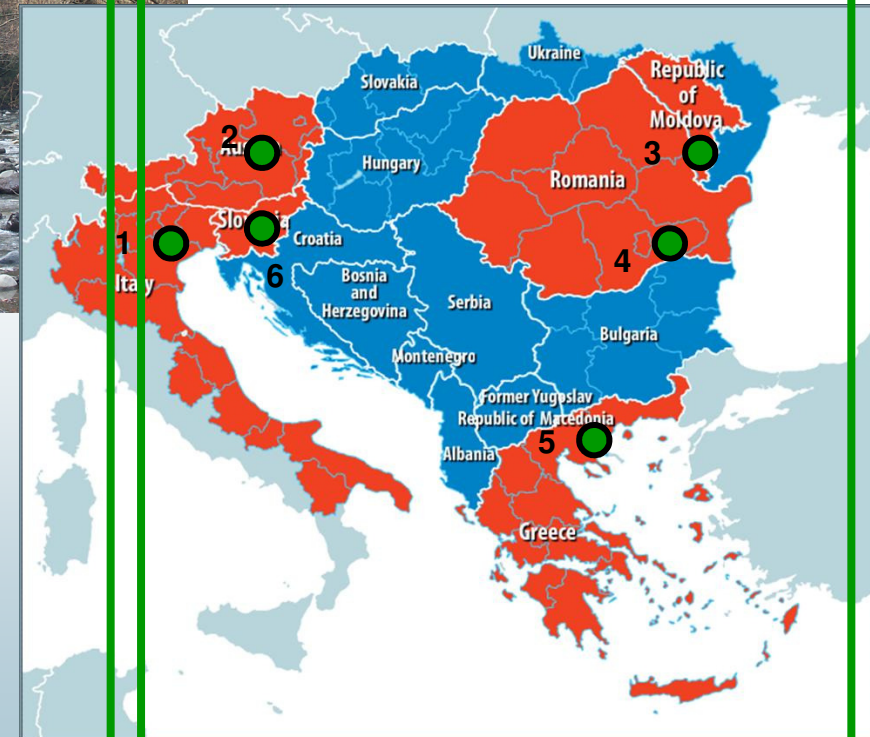 Ukraine
Slovakia
Republic
of
Moldova
2
3
Hungary
Romania
1
Croatia
4
6
Italy
Bosnia
and
Herzegovina
Serbia
Bulgaria
Montenegro
Former Yugoslav
Republic of Macedonia
5
Albania
Greece